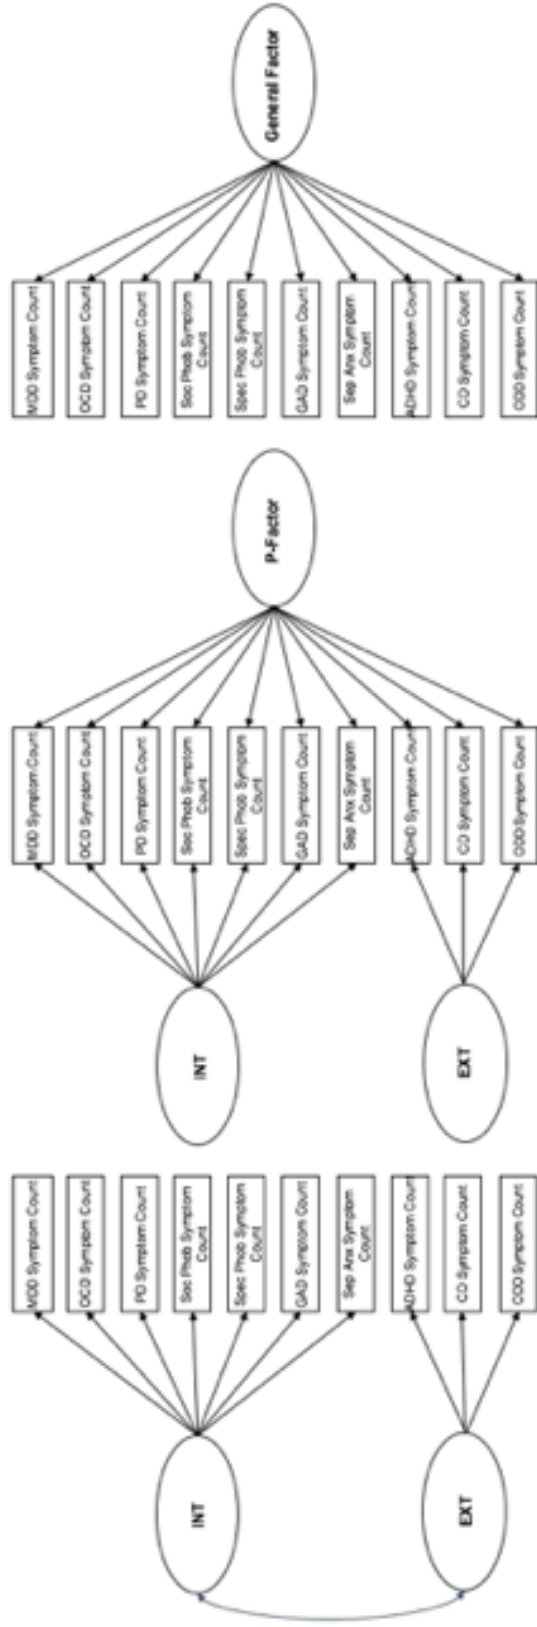 INT
EXT
MDD Symptom Count
OCD Symptom Count
PD Symptom Count
Soc Phob Symptom
Count
Spec Phob Symptom
Count
GAD Symptom Count
Sep Anx Symptom
Count
ADHD Symptom Count
CD Symptom Count
ODD Symptom Count
INT
EXT
MDD Symptom Count
OCD Symptom Count
PD Symptom Count
Soc Phob Symptom
Count
Spec Phob Symptom
Count
GAD Symptom Count
Sep Anx Symptom
Count
ADHD Symptom Count
CD Symptom Count
ODD Symptom Count
P-Factor
MDD Symptom Count
OCD Symptom Count
PD Symptom Count
Soc Phob Symptom
Count
Spec Phob Symptom
Count
GAD Symptom Count
Sep Anx Symptom
Count
ADHD Symptom Count
CD Symptom Count
ODD Symptom Count
General Factor